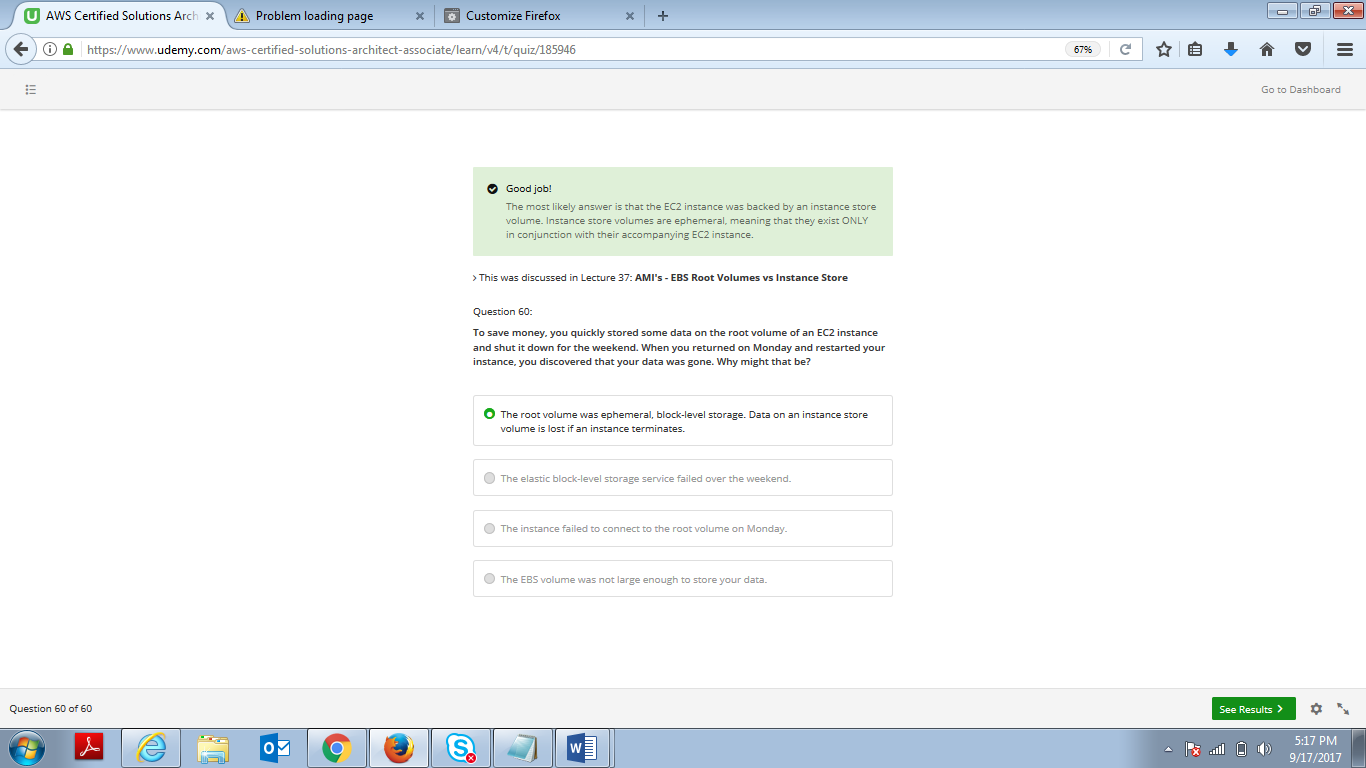 AWS Certified Solutions Arch
Problem loading page
Customize Firefox
https://www.udemy.com/aws-certified-solutions-architect-associate/learn/v4/t/quiz/185946
67%
Go to Dashboard
Good job!
The most likely answer is that the EC2 instance was backed by an instance store
volume. Instance store volumes are ephemeral, meaning that they exist ONLY
in conjunction with their accompanying EC2 instance.
› This was discussed in Lecture 37: AMI's - EBS Root Volumes vs Instance Store
Question 60:
To save money, you quickly stored some data on the root volume of an EC2 instance
and shut it down for the weekend. When you returned on Monday and restarted your
instance, you discovered that your data was gone. Why might that be?
The root volume was ephemeral, block-level storage. Data on an instance store
volume is lost if an instance terminates.
The elastic block-level storage service failed over the weekend.
The instance failed to connect to the root volume on Monday.
The EBS volume was not large enough to store your data.
Question 60 of 60
See Results
5:17 PM
9/17/2017